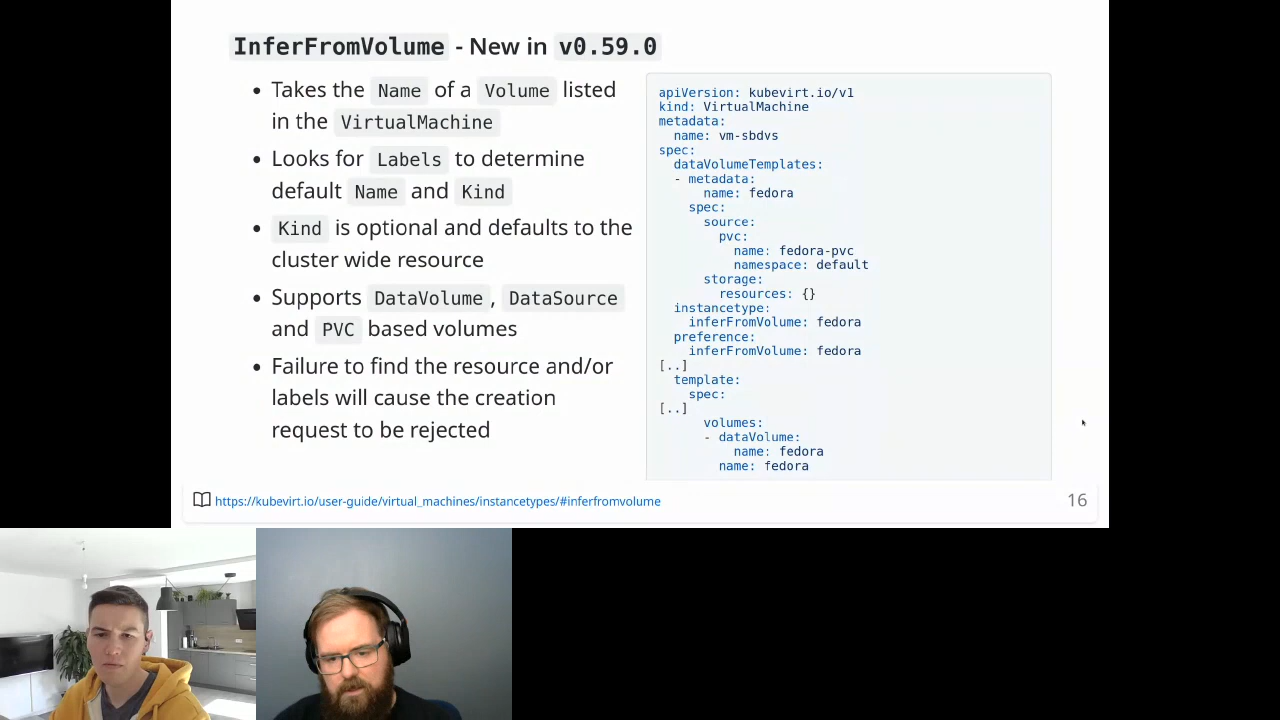 InferFromVolume - New in v0.59.0
• Takes the Name of a Volume listed
in the VirtualMachine
• Looks for Labels to determine
default Name and Kind
• Kind is optional and defaults to the
cluster wide resource
• Supports DataVolume, DataSource
and PVC based volumes
• Failure to find the resource and/or
labels will cause the creation
request to be rejected
apiVersion: kubevirt.io/v1
kind: VirtualMachine
metadata:
  name: vm-sbdvs
spec:
  dataVolumeTemplates:
  - metadata:
      name: fedora
    spec:
      source:
        pvc:
          name: fedora-pvc
          namespace: default
      storage:
        resources: {}
  instancetype:
    inferFromVolume: fedora
  preference:
    inferFromVolume: fedora
[..]
  template:
    spec:
[..]
      volumes:
      - dataVolume:
          name: fedora
        name: fedora
https://kubevirt.io/user-guide/virtual_machines/instancetypes/#inferfromvolume
16